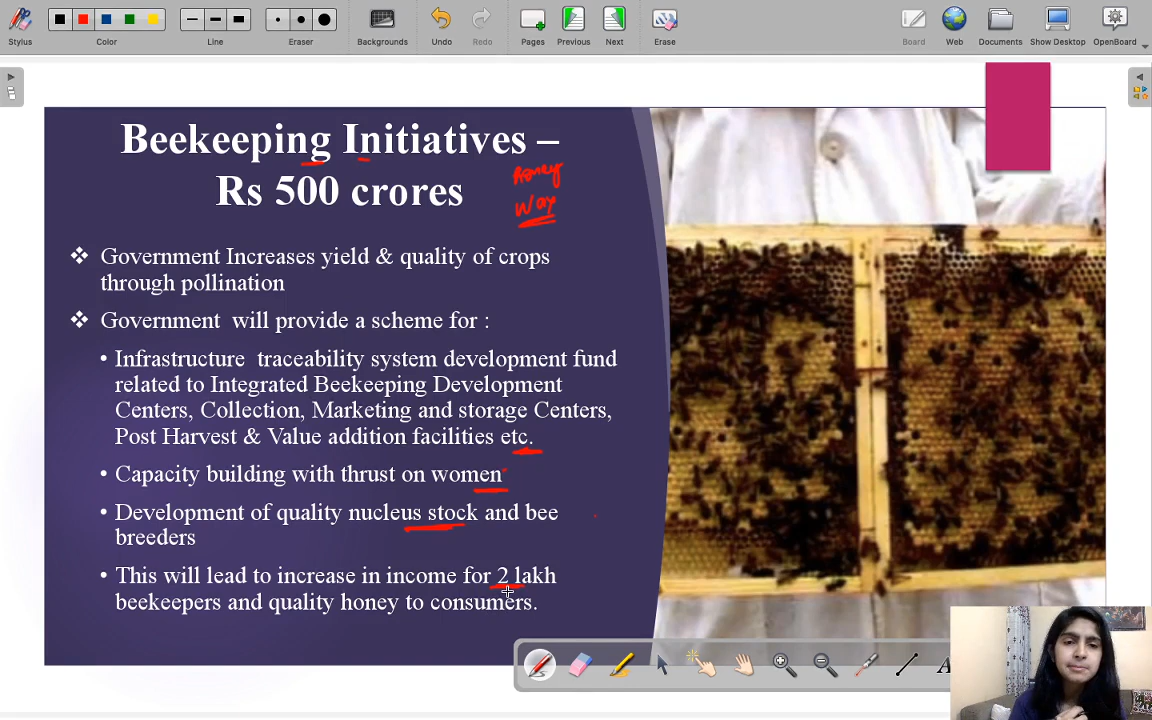 Stylus
Color
Line
Eraser
Backgrounds
Undo
Redo
Pages
Previous
Next
Erase
Board
Web
Documents
Show Desktop
OpenBoard
Beekeeping Initiatives –
Rs 500 crores
Honey
Wax
❖ Government Increases yield & quality of crops
through pollination
❖ Government will provide a scheme for :
• Infrastructure traceability system development fund
related to Integrated Beekeeping Development
Centers, Collection, Marketing and storage Centers,
Post Harvest & Value addition facilities etc.
• Capacity building with thrust on women
• Development of quality nucleus stock and bee
breeders
• This will lead to increase in income for 2 lakh
beekeepers and quality honey to consumers.
A